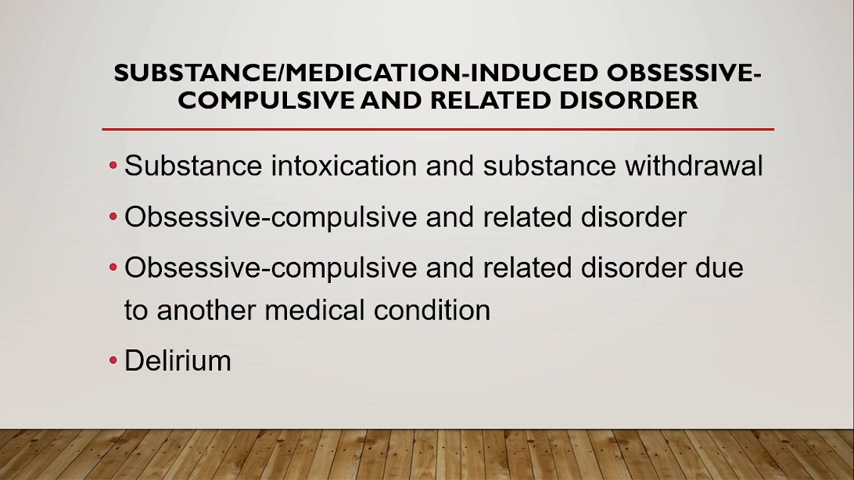 SUBSTANCE/MEDICATION-INDUCED OBSESSIVE-
COMPULSIVE AND RELATED DISORDER
• Substance intoxication and substance withdrawal
• Obsessive-compulsive and related disorder
• Obsessive-compulsive and related disorder due
to another medical condition
• Delirium